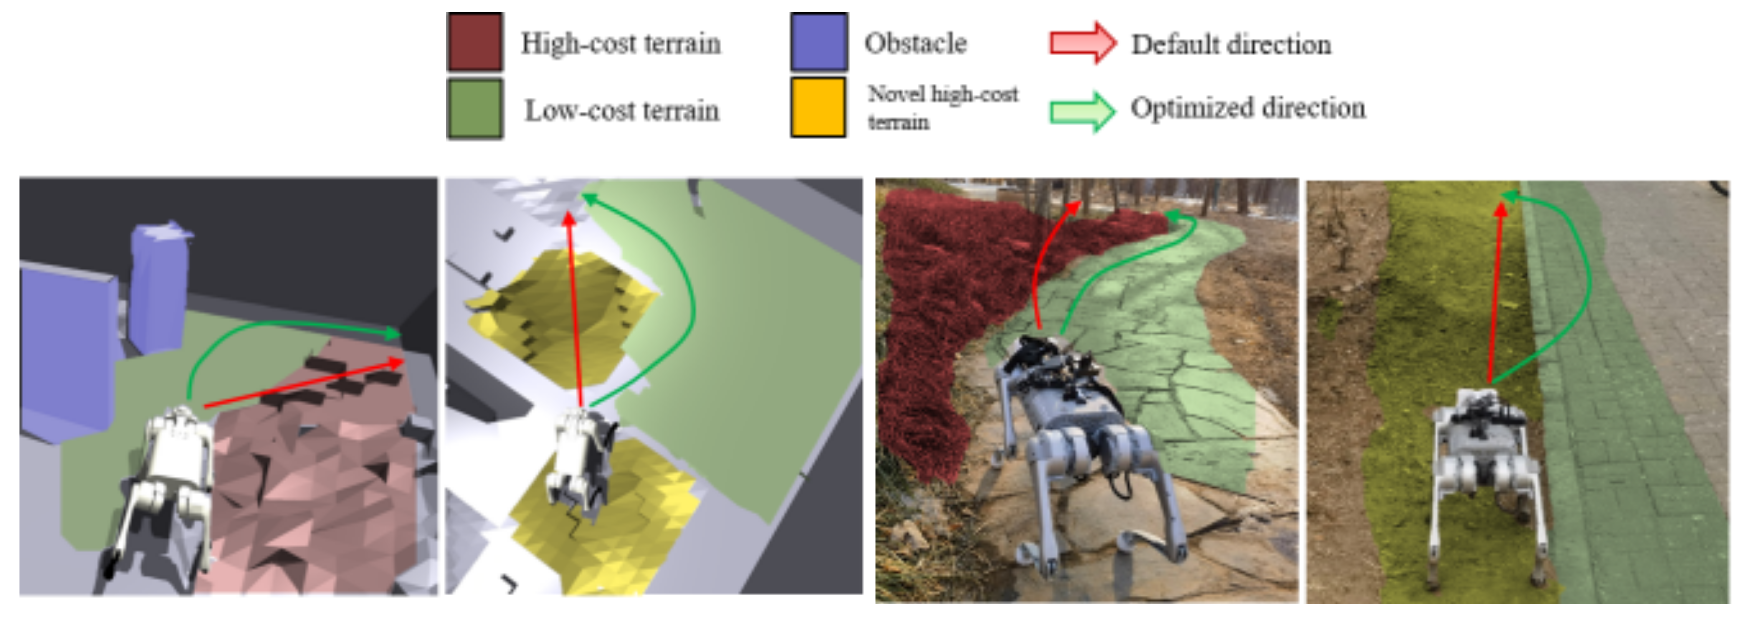 High-cost terrain
Obstacle
Default direction
Low-cost terrain
Novel high-cost
terrain
Optimized direction